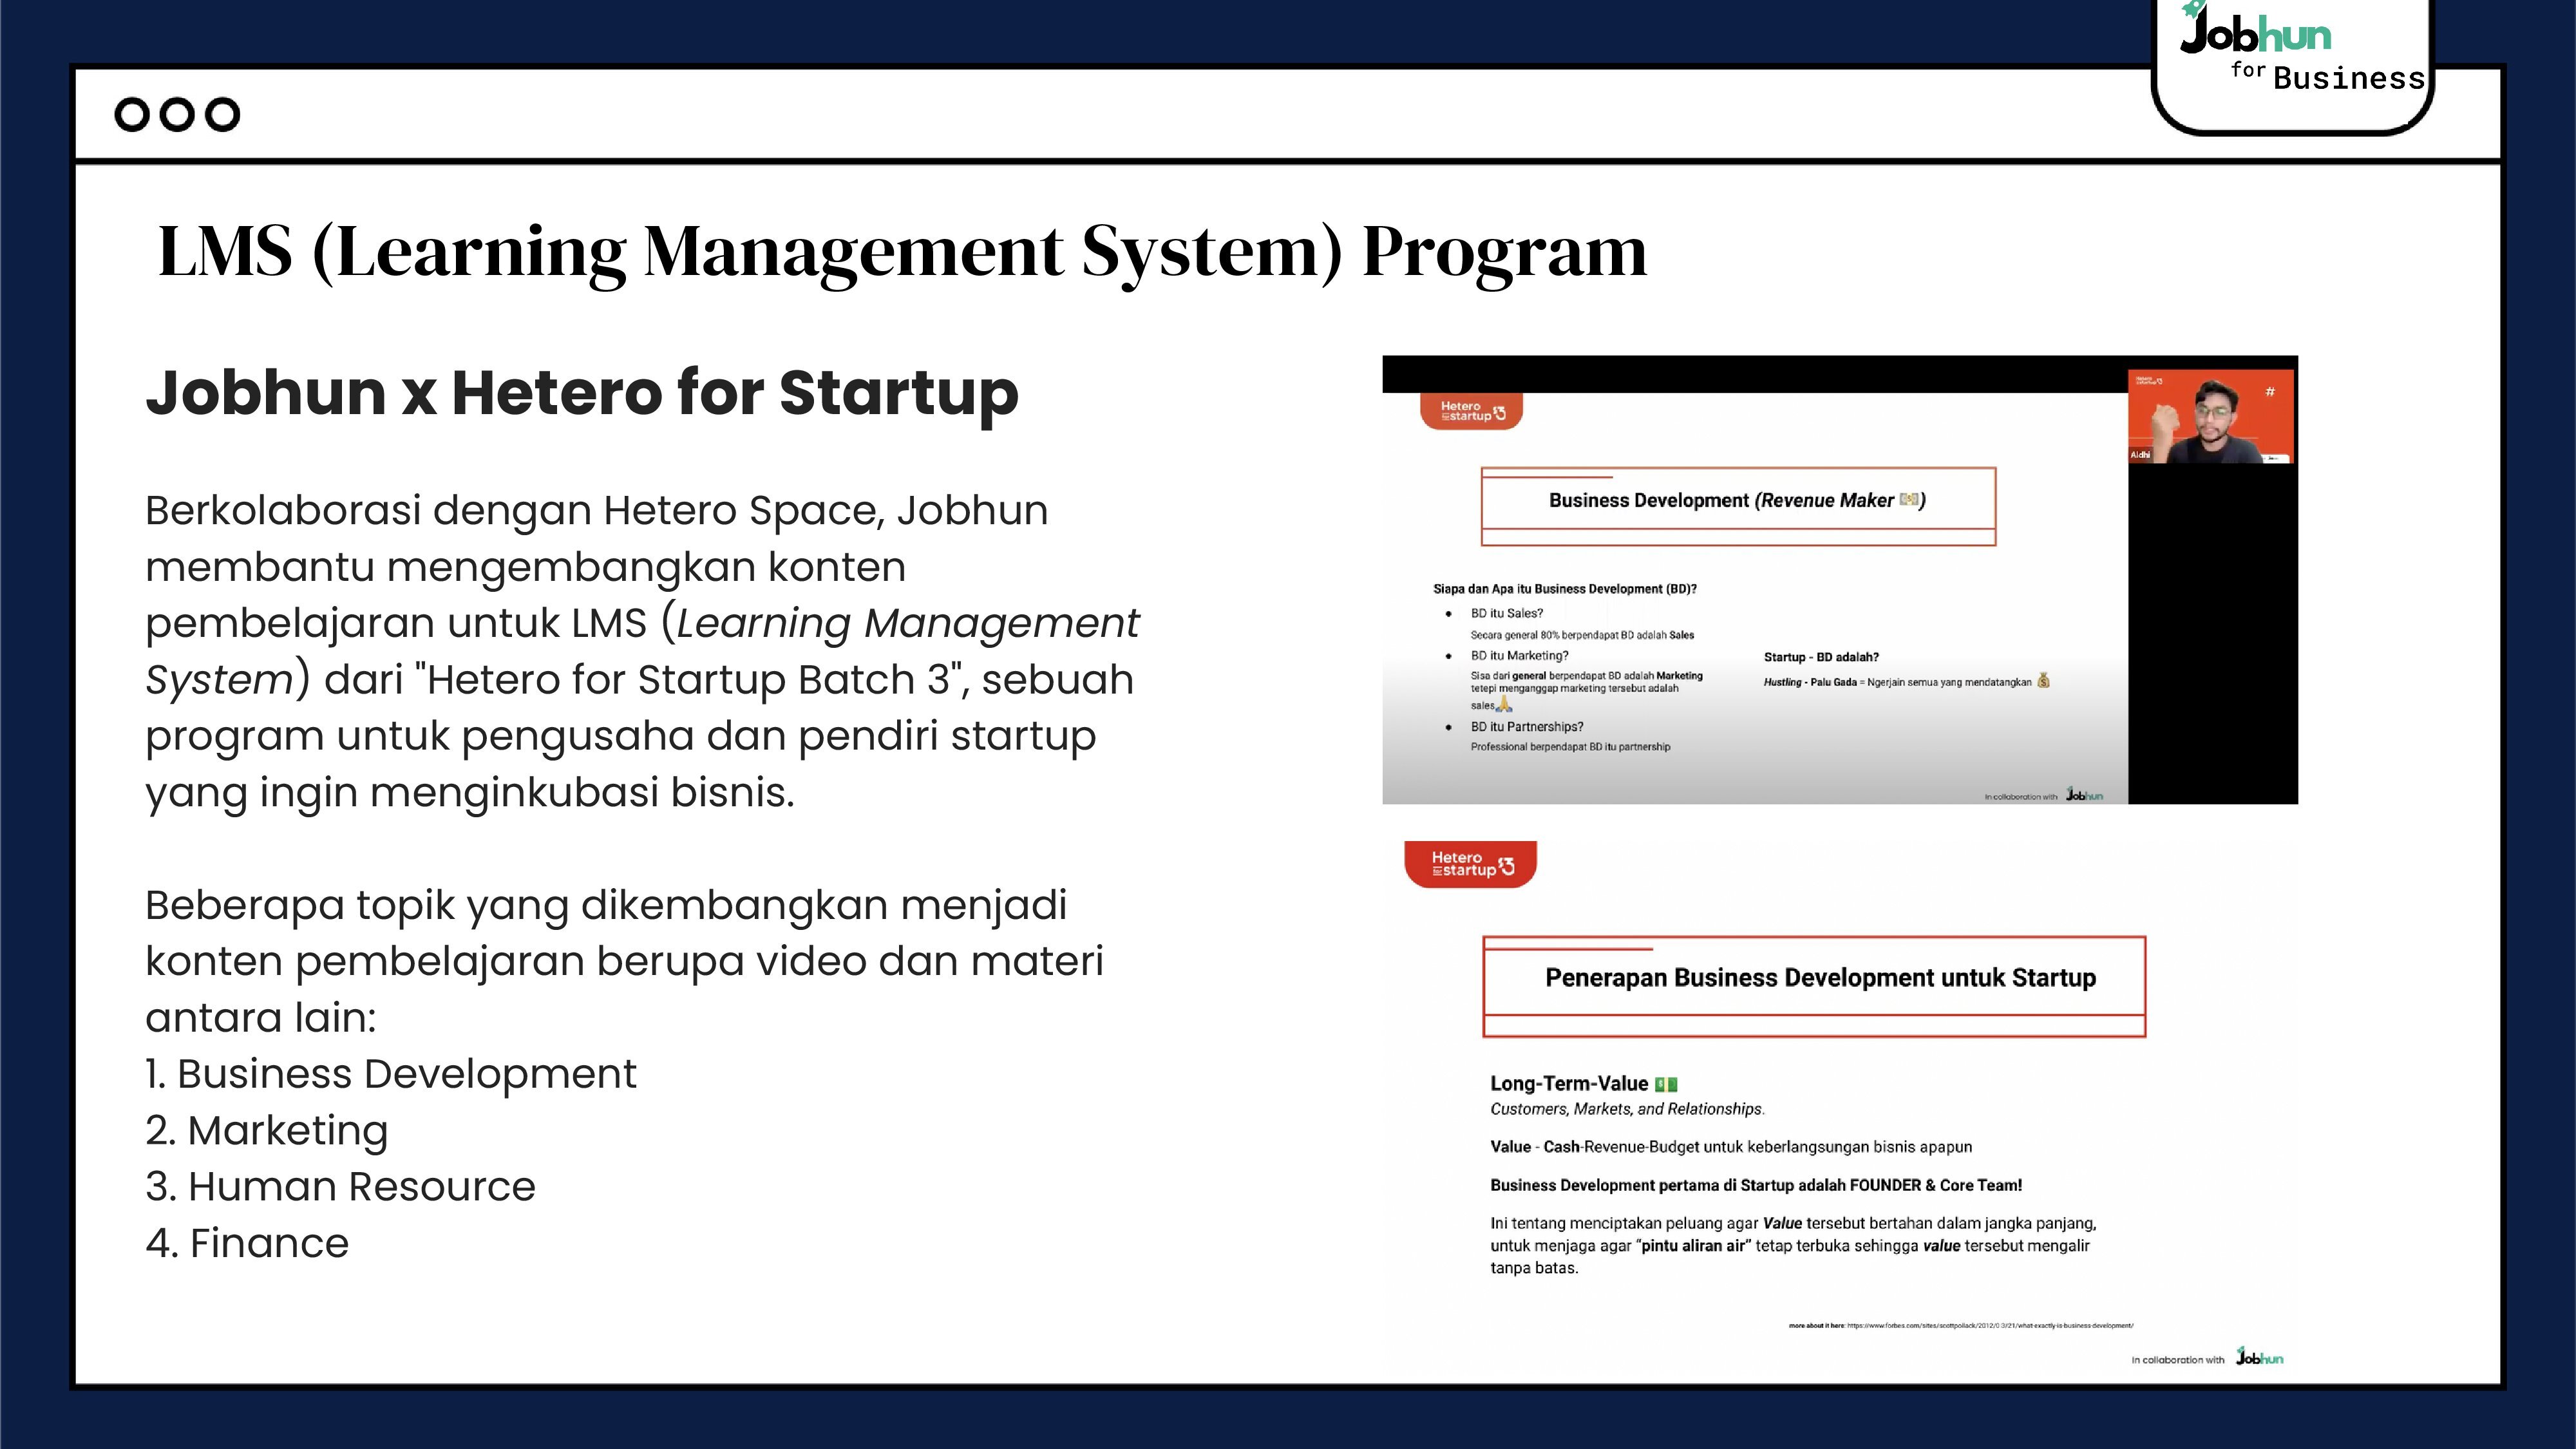 Jobhun
for Business
LMS (Learning Management System) Program
Jobhun x Hetero for Startup
Berkolaborasi dengan Hetero Space, Jobhun
membantu mengembangkan konten
pembelajaran untuk LMS (Learning Management
System) dari "Hetero for Startup Batch 3", sebuah
program untuk pengusaha dan pendiri startup
yang ingin menginkubasi bisnis.
Beberapa topik yang dikembangkan menjadi
konten pembelajaran berupa video dan materi
antara lain:
1. Business Development
2. Marketing
3. Human Resource
4. Finance
Hetero
for startup 3
#
Aldhi
Business Development (Revenue Maker 💵)
Siapa dan Apa itu Business Development (BD)?
• BD itu Sales?
Secara general 80% berpendapat BD adalah Sales
• BD itu Marketing?
Sisa dari general berpendapat BD adalah Marketing
tetepi menganggap marketing tersebut adalah
sales🙏
• BD itu Partnerships?
Professional berpendapat BD itu partnership
Startup - BD adalah?
Hustling - Palu Gada = Ngerjain semua yang mendatangkan 💰
In collaboration with Jobhun
Hetero
for startup 3
Penerapan Business Development untuk Startup
Long-Term-Value 💵
Customers, Markets, and Relationships.
Value - Cash-Revenue-Budget untuk keberlangsungan bisnis apapun
Business Development pertama di Startup adalah FOUNDER & Core Team!
Ini tentang menciptakan peluang agar Value tersebut bertahan dalam jangka panjang,
untuk menjaga agar "pintu aliran air" tetap terbuka sehingga value tersebut mengalir
tanpa batas.
more about it here: https://www.forbes.com/sites/scottpollack/2012/03/21/what-exactly-is-business-development/
In collaboration with Jobhun